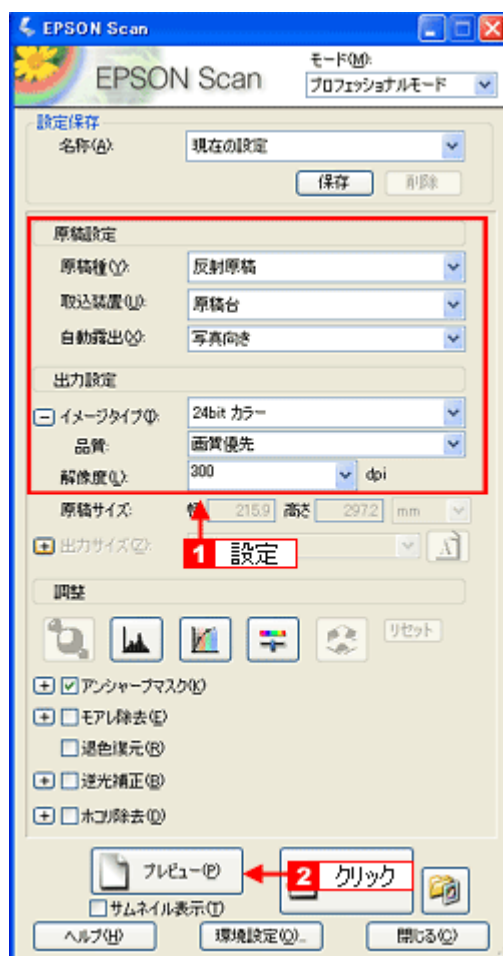 EPSON Scan
EPSON Scan
モード(M):
プロフェッショナルモード
設定保存
名称(A):
現在の設定
保存
削除
原稿設定
原稿種(Y):
反射原稿
取込装置(U):
原稿台
自動露出(X):
写真向き
出力設定
イメージタイプ(I):
24bit カラー
品質:
画質優先
解像度(L):
300
dpi
原稿サイズ:
215.9
高さ
297.2
mm
出力サイズ(Z):
1 設定
調整
リセット
アンシャープマスク(K)
モアレ除去(E)
退色復元(R)
逆光補正(B)
ホコリ除去(D)
プレビュー(P)
2 クリック
サムネイル表示(T)
ヘルプ(H)
環境設定(O)...
閉じる(C)